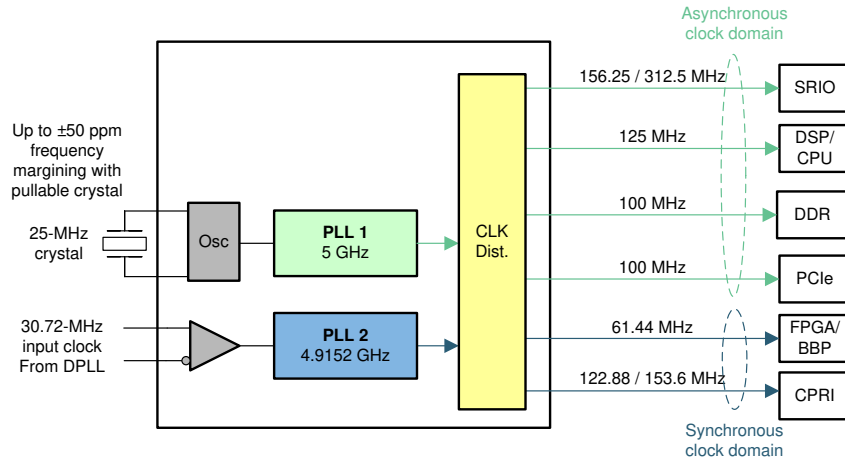 Asynchronous
clock domain
156.25 / 312.5 MHz
SRIO
Up to ±50 ppm
frequency
margining with
pullable crystal
125 MHz
DSP/
CPU
25-MHz
crystal
Osc
PLL 1
5 GHz
CLK
Dist.
100 MHz
DDR
100 MHz
PCIe
30.72-MHz
input clock
From DPLL
PLL 2
4.9152 GHz
61.44 MHz
FPGA/
BBP
122.88 / 153.6 MHz
CPRI
Synchronous
clock domain